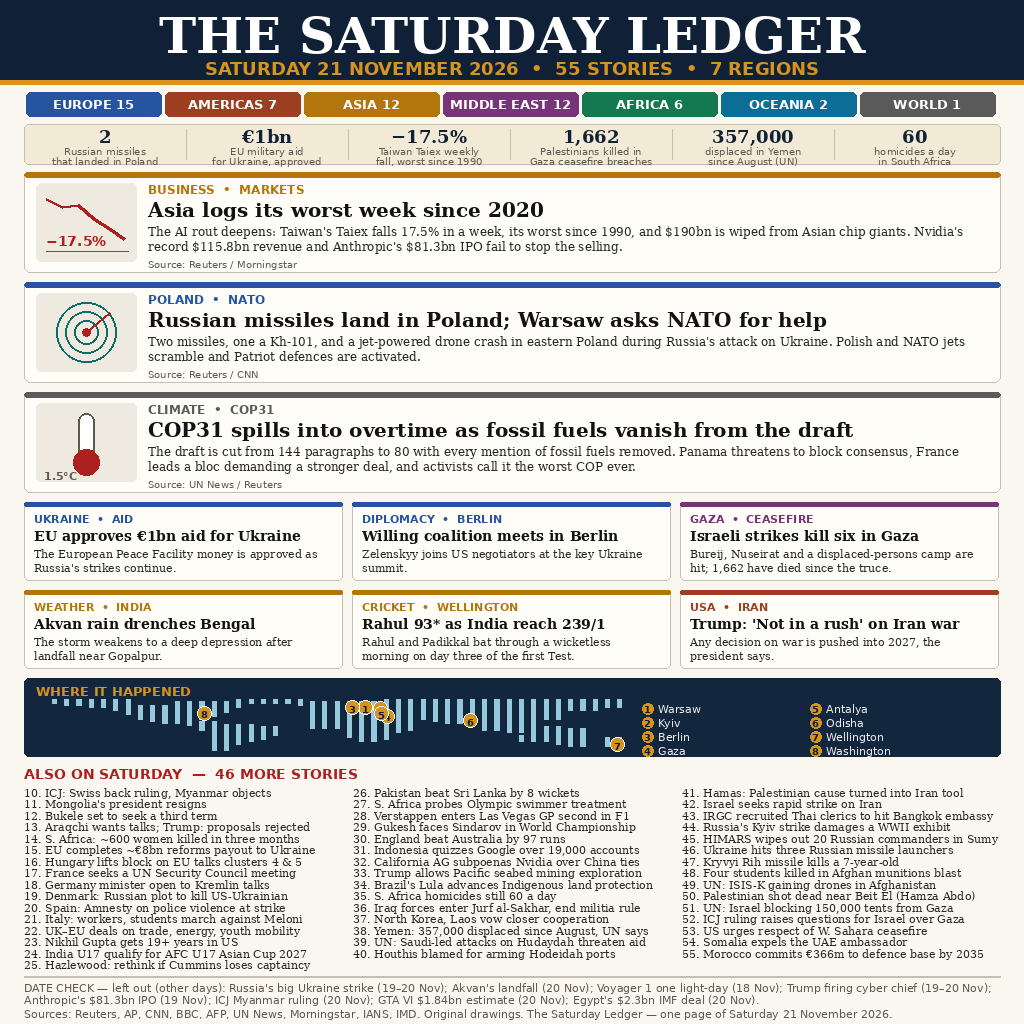 THE SATURDAY LEDGER
SATURDAY 21 NOVEMBER 2026 • 55 STORIES • 7 REGIONS
EUROPE 15 AMERICAS 7 ASIA 12 MIDDLE EAST 12 AFRICA 6 OCEANIA 2 WORLD 1
2 €1bn −17.5% 1,662 357,000 60
Russian missiles EU military aid Taiwan Taiex weekly Palestinians killed in displaced in Yemen homicides a day
that landed in Poland for Ukraine, approved fall, worst since 1990 Gaza ceasefire breaches since August (UN) in South Africa
BUSINESS • MARKETS
Asia logs its worst week since 2020
The AI rout deepens: Taiwan's Taiex falls 17.5% in a week, its worst since 1990, and $190bn is wiped from Asian chip giants. Nvidia's
record $115.8bn revenue and Anthropic's $81.3bn IPO fail to stop the selling.
Source: Reuters / Morningstar
−17.5%
POLAND • NATO
Russian missiles land in Poland; Warsaw asks NATO for help
Two missiles, one a Kh-101, and a jet-powered drone crash in eastern Poland during Russia's attack on Ukraine. Polish and NATO jets
scramble and Patriot defences are activated.
Source: Reuters / CNN
CLIMATE • COP31
COP31 spills into overtime as fossil fuels vanish from the draft
The draft is cut from 144 paragraphs to 80 with every mention of fossil fuels removed. Panama threatens to block consensus, France
leads a bloc demanding a stronger deal, and activists call it the worst COP ever.
Source: UN News / Reuters
1.5°C
UKRAINE • AID
EU approves €1bn aid for Ukraine
The European Peace Facility money is approved as
Russia's strikes continue.
DIPLOMACY • BERLIN
Willing coalition meets in Berlin
Zelenskyy joins US negotiators at the key Ukraine
summit.
GAZA • CEASEFIRE
Israeli strikes kill six in Gaza
Bureij, Nuseirat and a displaced-persons camp are
hit; 1,662 have died since the truce.
WEATHER • INDIA
Akvan rain drenches Bengal
The storm weakens to a deep depression after
landfall near Gopalpur.
CRICKET • WELLINGTON
Rahul 93* as India reach 239/1
Rahul and Padikkal bat through a wicketless
morning on day three of the first Test.
USA • IRAN
Trump: 'Not in a rush' on Iran war
Any decision on war is pushed into 2027, the
president says.
WHERE IT HAPPENED
8 3 1 5 6 7
1 Warsaw
2 Kyiv
3 Berlin
4 Gaza
5 Antalya
6 Odisha
7 Wellington
8 Washington
ALSO ON SATURDAY — 46 MORE STORIES
10. ICJ: Swiss back ruling, Myanmar objects
11. Mongolia's president resigns
12. Bukele set to seek a third term
13. Araqchi wants talks; Trump: proposals rejected
14. S. Africa: ~600 women killed in three months
15. EU completes ~€8bn reforms payout to Ukraine
16. Hungary lifts block on EU talks clusters 4 & 5
17. France seeks a UN Security Council meeting
18. Germany minister open to Kremlin talks
19. Denmark: Russian plot to kill US-Ukrainian
20. Spain: Amnesty on police violence at strike
21. Italy: workers, students march against Meloni
22. UK–EU deals on trade, energy, youth mobility
23. Nikhil Gupta gets 19+ years in US
24. India U17 qualify for AFC U17 Asian Cup 2027
25. Hazlewood: rethink if Cummins loses captaincy
26. Pakistan beat Sri Lanka by 8 wickets
27. S. Africa probes Olympic swimmer treatment
28. Verstappen enters Las Vegas GP second in F1
29. Gukesh faces Sindarov in World Championship
30. England beat Australia by 97 runs
31. Indonesia quizzes Google over 19,000 accounts
32. California AG subpoenas Nvidia over China ties
33. Trump allows Pacific seabed mining exploration
34. Brazil's Lula advances Indigenous land protection
35. S. Africa homicides still 60 a day
36. Iraq forces enter Jurf al-Sakhar, end militia rule
37. North Korea, Laos vow closer cooperation
38. Yemen: 357,000 displaced since August, UN says
39. UN: Saudi-led attacks on Hudaydah threaten aid
40. Houthis blamed for arming Hodeidah ports
41. Hamas: Palestinian cause turned into Iran tool
42. Israel seeks rapid strike on Iran
43. IRGC recruited Thai clerics to hit Bangkok embassy
44. Russia's Kyiv strike damages a WWII exhibit
45. HIMARS wipes out 20 Russian commanders in Sumy
46. Ukraine hits three Russian missile launchers
47. Kryvyi Rih missile kills a 7-year-old
48. Four students killed in Afghan munitions blast
49. UN: ISIS-K gaining drones in Afghanistan
50. Palestinian shot dead near Beit El (Hamza Abdo)
51. UN: Israel blocking 150,000 tents from Gaza
52. ICJ ruling raises questions for Israel over Gaza
53. US urges respect of W. Sahara ceasefire
54. Somalia expels the UAE ambassador
55. Morocco commits €366m to defence base by 2035
DATE CHECK — left out (other days): Russia's big Ukraine strike (19–20 Nov); Akvan's landfall (20 Nov); Voyager 1 one light-day (18 Nov); Trump firing cyber chief (19–20 Nov);
Anthropic's $81.3bn IPO (19 Nov); ICJ Myanmar ruling (20 Nov); GTA VI $1.84bn estimate (20 Nov); Egypt's $2.3bn IMF deal (20 Nov).
Sources: Reuters, AP, CNN, BBC, AFP, UN News, Morningstar, IANS, IMD. Original drawings. The Saturday Ledger — one page of Saturday 21 November 2026.